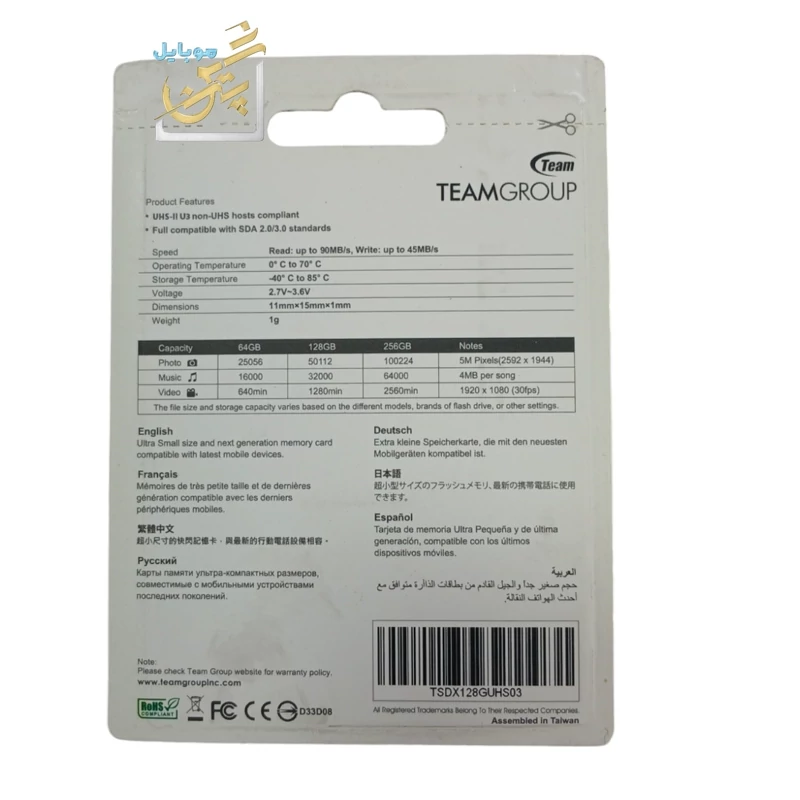 موبایل
Team
TEAMGROUP
Product Features
• UHS-II U3 non-UHS hosts compliant
• Full compatible with SDA 2.0/3.0 standards
Speed Read: up to 90MB/s, Write: up to 45MB/s
Operating Temperature 0° C to 70° C
Storage Temperature -40° C to 85° C
Voltage 2.7V~3.6V
Dimensions 11mm×15mm×1mm
Weight 1g
Capacity 64GB 128GB 256GB Notes
Photo 25056 50112 100224 5M Pixels(2592 x 1944)
Music 16000 32000 64000 4MB per song
Video 640min 1280min 2560min 1920 x 1080 (30fps)
The file size and storage capacity varies based on the different models, brands of flash drive, or other settings.
English
Ultra Small size and next generation memory card
compatible with latest mobile devices.
Français
Mémoires de très petite taille et de dernières
génération compatible avec les derniers
périphériques mobiles.
繁體中文
超小尺寸的快閃記憶卡，與最新的行動電話設備相容。
Русский
Карты памяти ультра-компактных размеров,
совместимые с мобильными устройствами
последних поколений.
Deutsch
Extra kleine Speicherkarte, die mit den neuesten
Mobilgeräten kompatibel ist.
日本語
超小型サイズのフラッシュメモリ、最新の携帯電話に使用
できます。
Español
Tarjeta de memoria Ultra Pequeña y de última
generación, compatible con los últimos
dispositivos móviles.
العربية
حجم صغير جداً والجيل القادم من بطاقات الذاأرة متوافق مع
أحدث الهواتف النقالة.
Note:
Please check Team Group website for warranty policy.
www.teamgroupinc.com
RoHS
COMPLIANT
FC CE D33D08
TSDX128GUHS03
All Registered Trademarks Belong To Their Respected Companies.
Assembled in Taiwan